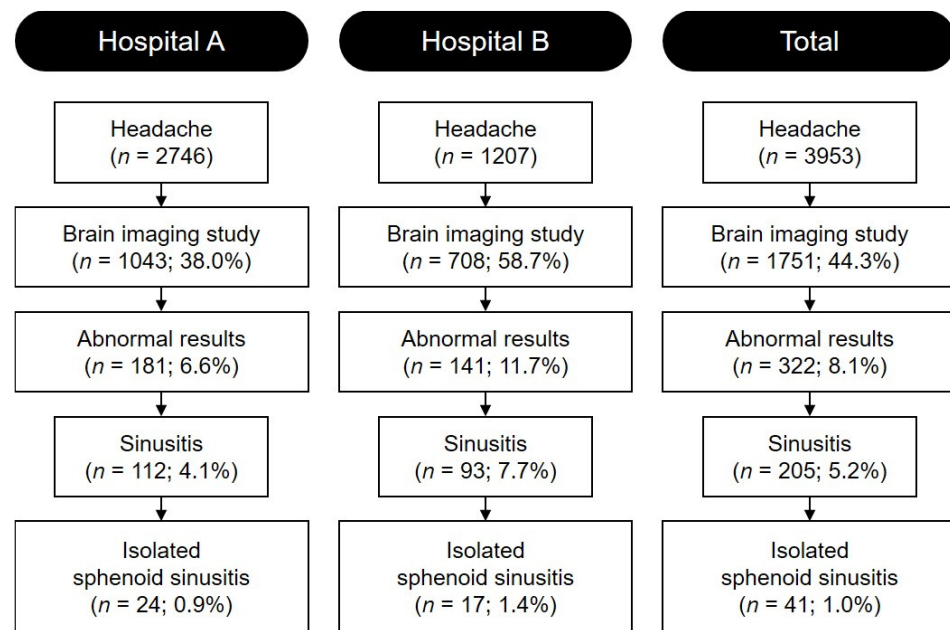 Hospital A
Hospital B
Total
Headache
(n = 2746)
Headache
(n = 1207)
Headache
(n = 3953)
Brain imaging study
(n = 1043; 38.0%)
Brain imaging study
(n = 708; 58.7%)
Brain imaging study
(n = 1751; 44.3%)
Abnormal results
(n = 181; 6.6%)
Abnormal results
(n = 141; 11.7%)
Abnormal results
(n = 322; 8.1%)
Sinusitis
(n = 112; 4.1%)
Sinusitis
(n = 93; 7.7%)
Sinusitis
(n = 205; 5.2%)
Isolated
sphenoid sinusitis
(n = 24; 0.9%)
Isolated
sphenoid sinusitis
(n = 17; 1.4%)
Isolated
sphenoid sinusitis
(n = 41; 1.0%)